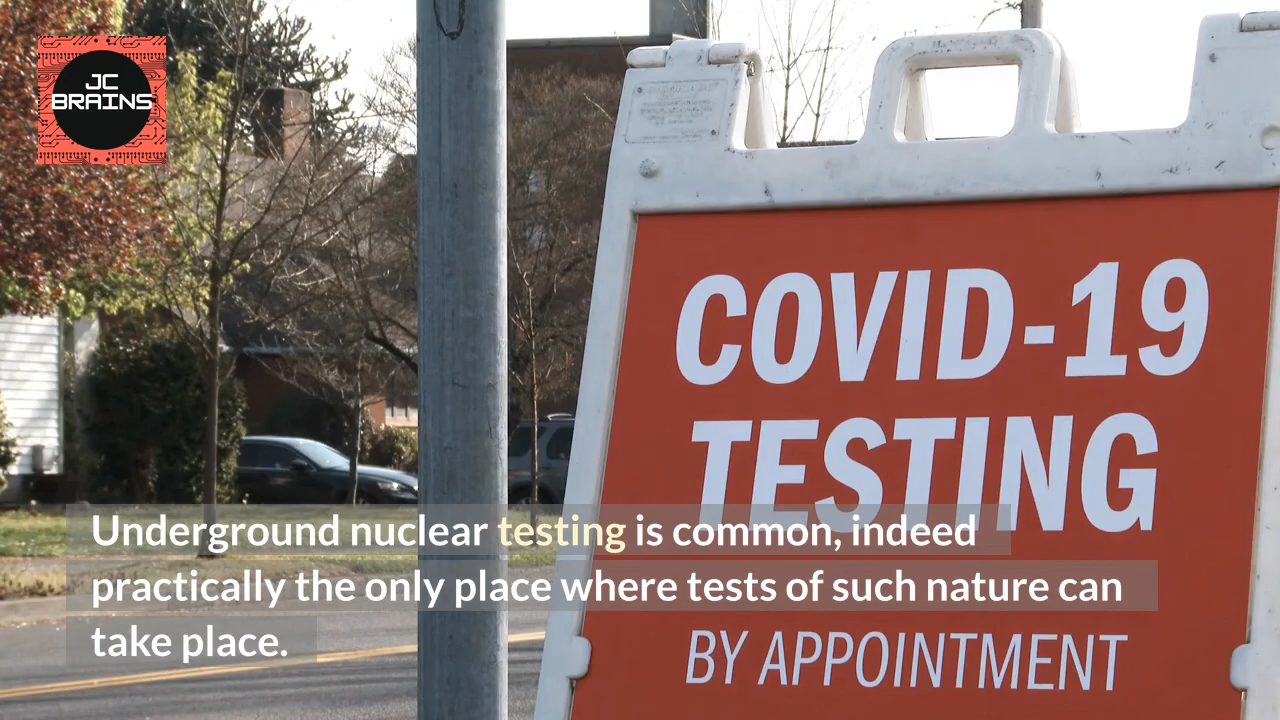 JC
BRAINS
COVID-19
TESTING
BY APPOINTMENT
Underground nuclear testing is common, indeed
practically the only place where tests of such nature can
take place.